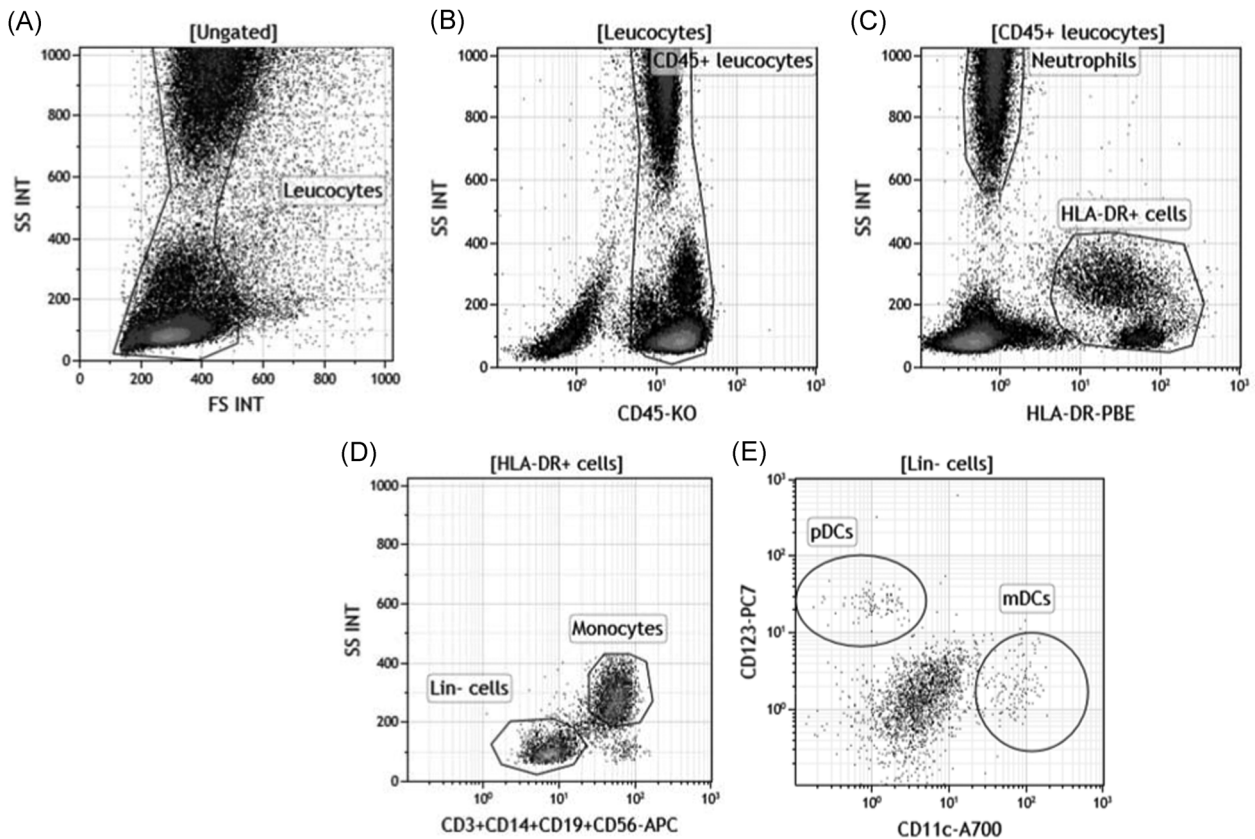 (A)
[Ungated]
1000
800
600
400
200
0
SS INT
Leucocytes
0
200
400
600
800
1000
FS INT
(B)
[Leucocytes]
CD45+ leucocytes
1000
800
600
400
200
0
SS INT
10⁰
10¹
10²
10³
CD45-KO
(C)
[CD45+ leucocytes]
Neutrophils
1000
800
600
400
200
0
SS INT
HLA-DR+ cells
10⁰
10¹
10²
10³
HLA-DR-PBE
(D)
[HLA-DR+ cells]
1000
800
600
400
200
0
SS INT
Monocytes
Lin- cells
10⁰
10¹
10²
10³
CD3+CD14+CD19+CD56-APC
(E)
[Lin- cells]
10³
10²
10¹
10⁰
CD123-PC7
pDCs
mDCs
10⁰
10¹
10²
10³
CD11c-A700